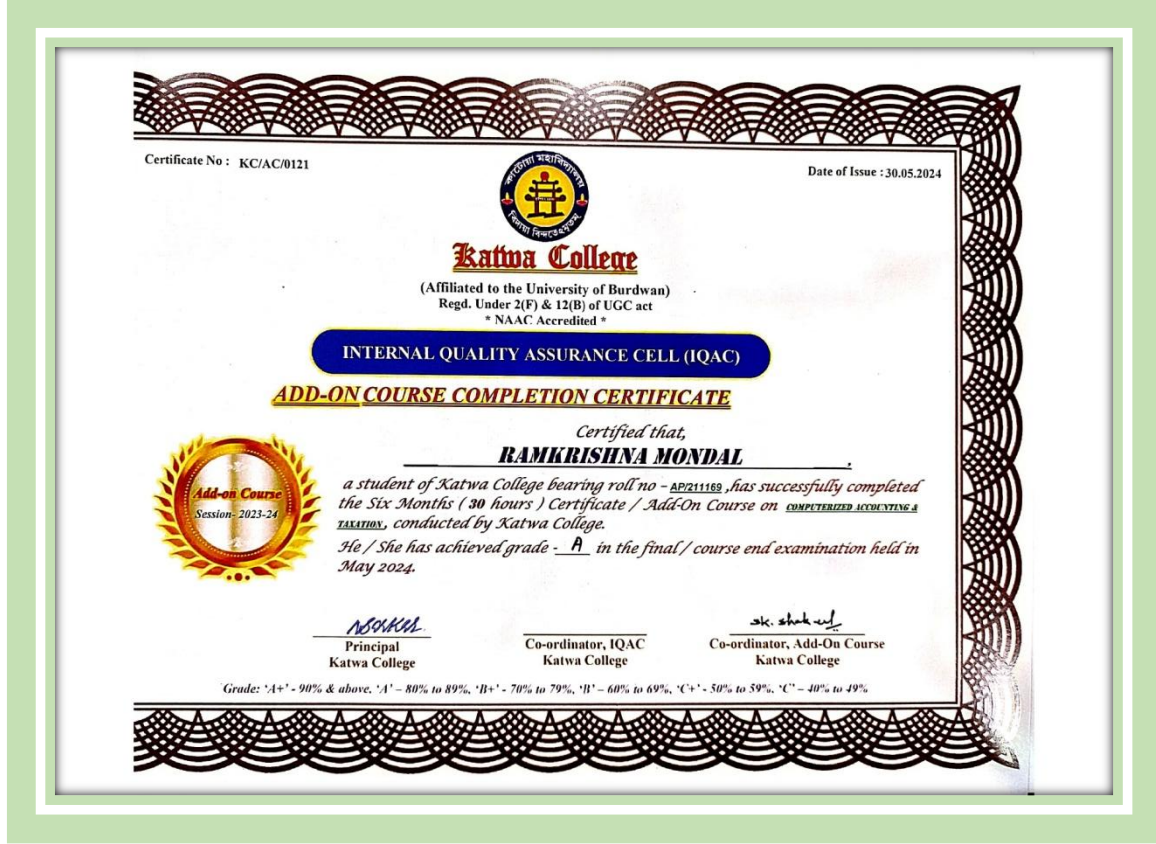 Certificate No : KC/AC/0121
Date of Issue : 30.05.2024
কাটোয়া মহাবিদ্যালয়
Katwa College
(Affiliated to the University of Burdwan)
Regd. Under 2(F) & 12(B) of UGC act
* NAAC Accredited *
INTERNAL QUALITY ASSURANCE CELL (IQAC)
ADD-ON COURSE COMPLETION CERTIFICATE
Certified that,
RAMKRISHNA MONDAL ,
Add-on Course
Session- 2023-24
a student of Katwa College bearing roll no - AP/211169 ,has successfully completed
the Six Months ( 30 hours ) Certificate / Add-On Course on COMPUTERIZED ACCOUNTING &
TAXATION , conducted by Katwa College.
He / She has achieved grade - A in the final / course end examination held in
May 2024.
sk. shak
Principal
Katwa College
Co-ordinator, IQAC
Katwa College
Co-ordinator, Add-On Course
Katwa College
Grade: 'A+' - 90% & above, 'A' – 80% to 89%, 'B+' - 70% to 79%, 'B' – 60% to 69%, 'C+' - 50% to 59%, 'C' – 40% to 49%